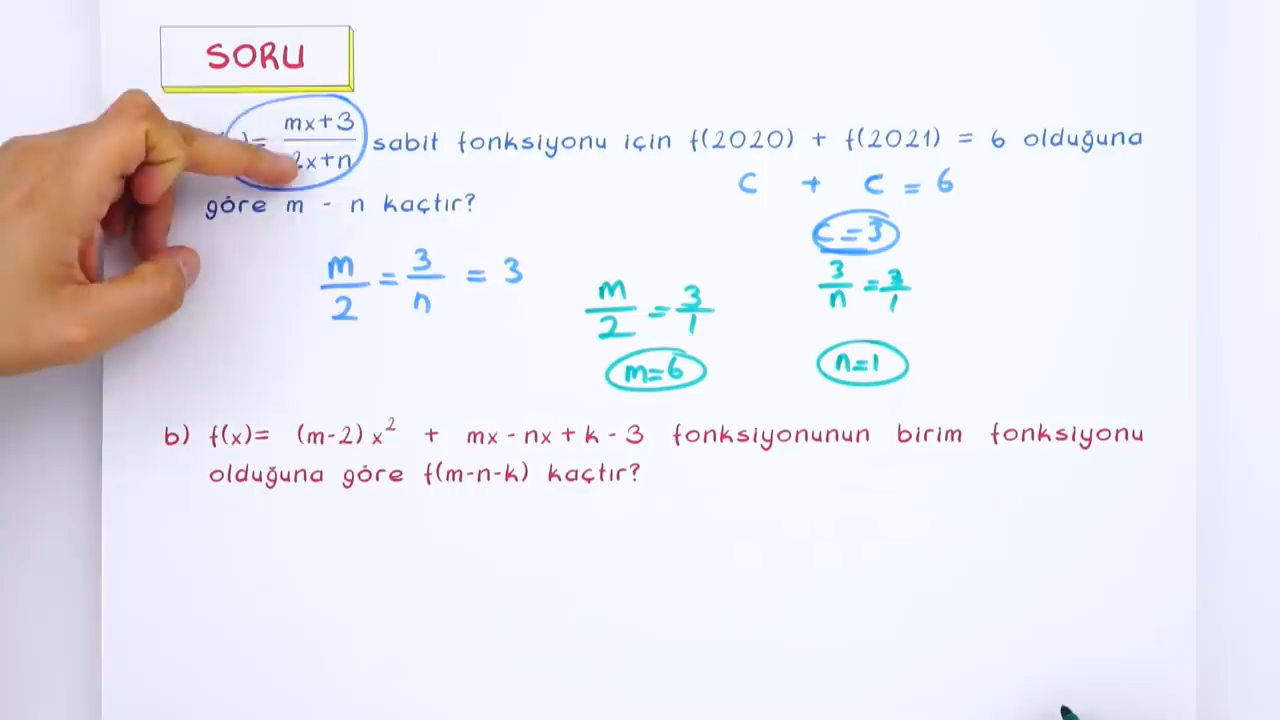 SORU
)= mx+3 / 2x+n sabit fonksiyonu için f(2020) + f(2021) = 6 olduğuna
C + C = 6
göre m - n kaçtır?
C=3
m/2 = 3/n = 3
m/2 = 3/1
3/n = 3/1
m=6
n=1
b) f(x)= (m-2)x² + mx - nx + k - 3 fonksiyonunun birim fonksiyonu
olduğuna göre f(m-n-k) kaçtır?